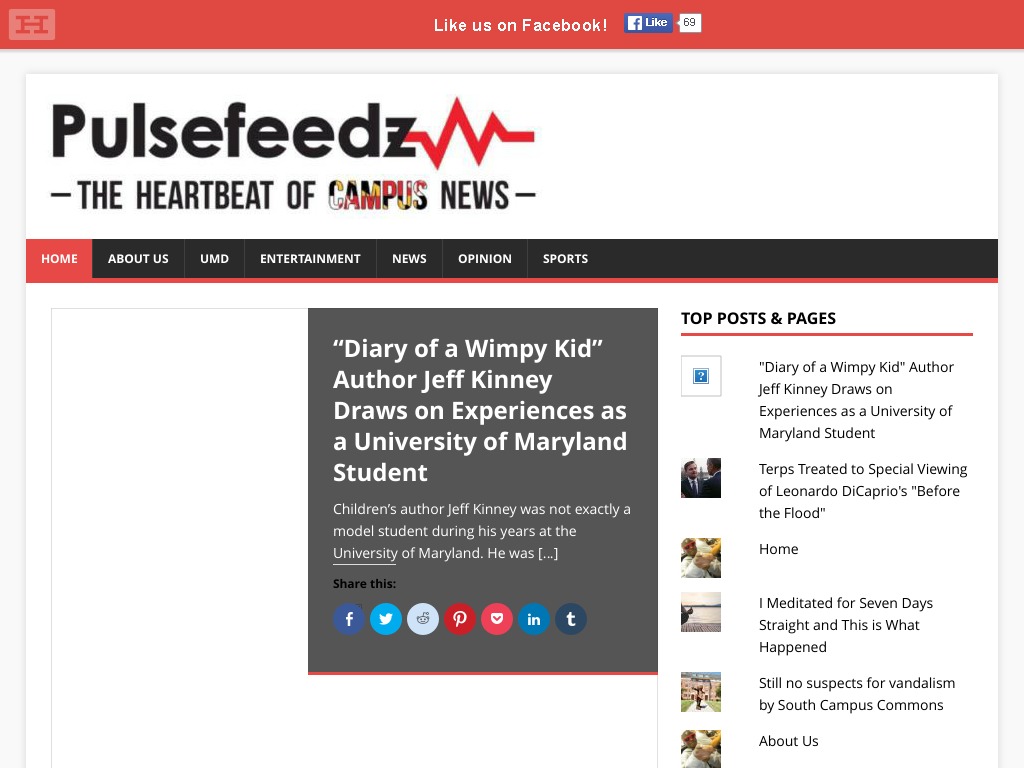 Like us on Facebook!
Like
69
Pulsefeedz
– THE HEARTBEAT OF CAMPUS NEWS –
HOME ABOUT US UMD ENTERTAINMENT NEWS OPINION SPORTS
“Diary of a Wimpy Kid”
Author Jeff Kinney
Draws on Experiences as
a University of Maryland
Student
Children’s author Jeff Kinney was not exactly a
model student during his years at the
University of Maryland. He was [...]
Share this:
TOP POSTS & PAGES
"Diary of a Wimpy Kid" Author
Jeff Kinney Draws on
Experiences as a University of
Maryland Student
Terps Treated to Special Viewing
of Leonardo DiCaprio's "Before
the Flood"
Home
I Meditated for Seven Days
Straight and This is What
Happened
Still no suspects for vandalism
by South Campus Commons
About Us